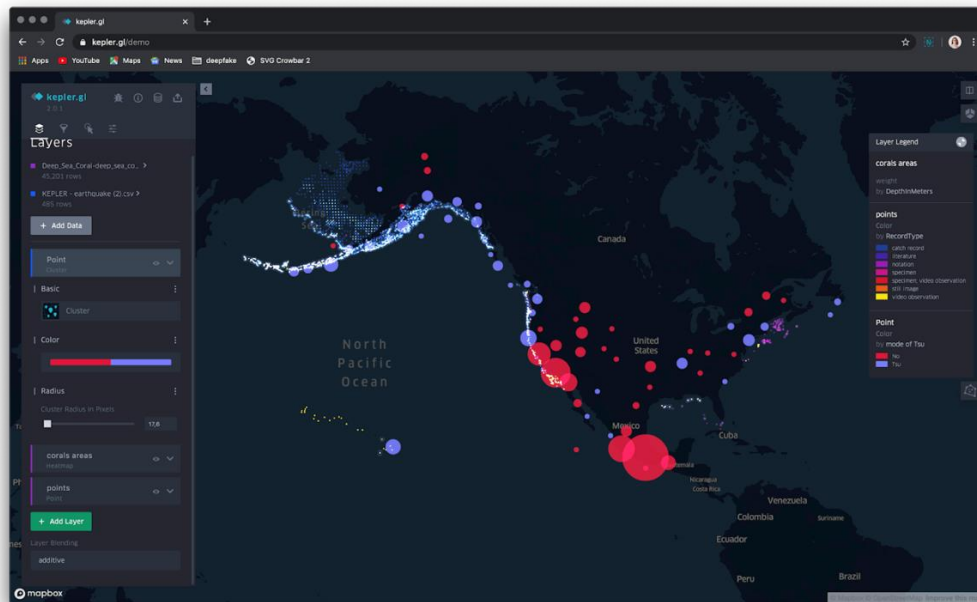 kepler.gl
kepler.gl/demo
Apps
YouTube
Maps
News
deepfake
SVG Crowbar 2
kepler.gl
2.0.1
Layers
Deep_Sea_Coral-deep_sea_co..
45,201 rows
KEPLER - earthquake (2).csv
485 rows
+ Add Data
Point
Cluster
Basic
Cluster
Color
Radius
Cluster Radius in Pixels
17,6
corals areas
Heatmap
points
Point
+ Add Layer
Layer Blending
additive
mapbox
Canada
North
Pacific
Ocean
United
States
Mexico
Cuba
Nicaragua
Costa Rica
Venezuela
Colombia
Suriname
Ecuador
Peru
Brazil
Layer Legend
corals areas
weight
by DepthInMeters
points
Color
by RecordType
catch record
literature
notation
specimen
specimen, video observation
still image
video observation
Point
Color
by mode of Tsu
No
Tsu